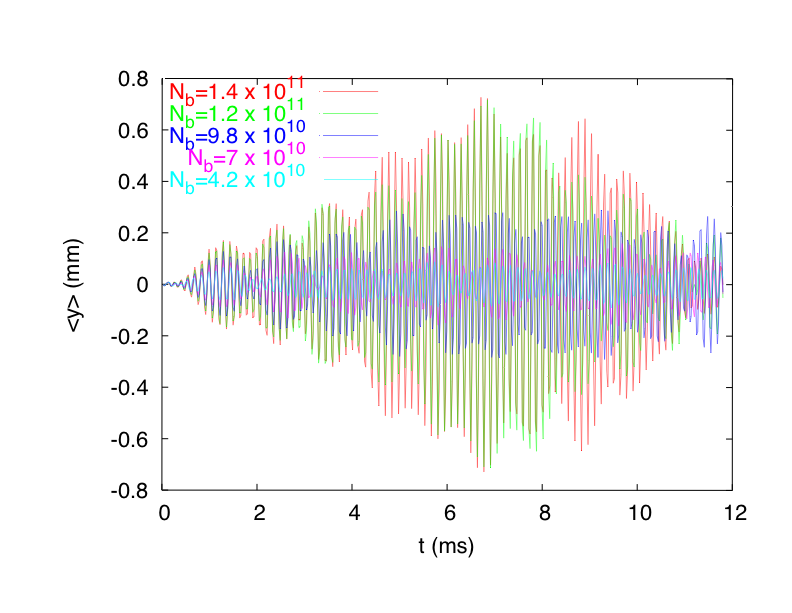 0.8
0.6
0.4
0.2
0
-0.2
-0.4
-0.6
-0.8
<y> (mm)
N_b=1.4 x 10^11
N_b=1.2 x 10^11
N_b=9.8 x 10^10
N_b=7 x 10^10
N_b=4.2 x 10^10
0 2 4 6 8 10 12
t (ms)